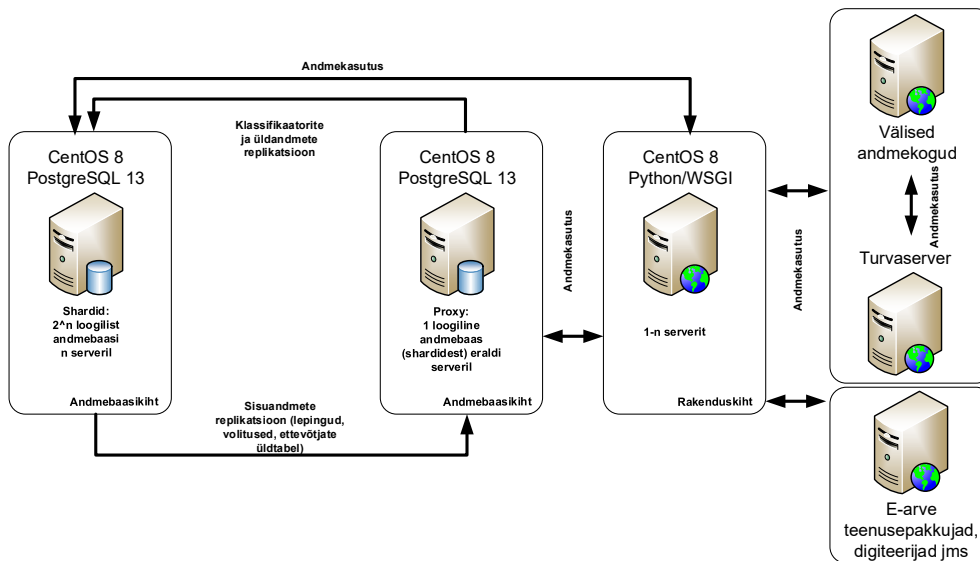 Andmekasutus
Klassifikaatorite
ja üldandmete
replikatsioon
CentOS 8
PostgreSQL 13
Shardid:
2^n loogilist
andmebaasi
n serveril
Andmebaasikiht
CentOS 8
PostgreSQL 13
Proxy:
1 loogiline
andmebaas
(shardidest) eraldi
serveril
Andmebaasikiht
Sisuandmete
replikatsioon (lepingud,
volitused, ettevõtjate
üldtabel)
Andmekasutus
CentOS 8
Python/WSGI
1-n serverit
Rakenduskiht
Andmekasutus
Välised
andmekogud
Andmekasutus
Turvaserver
E-arve
teenusepakkujad,
digiteerijad jms